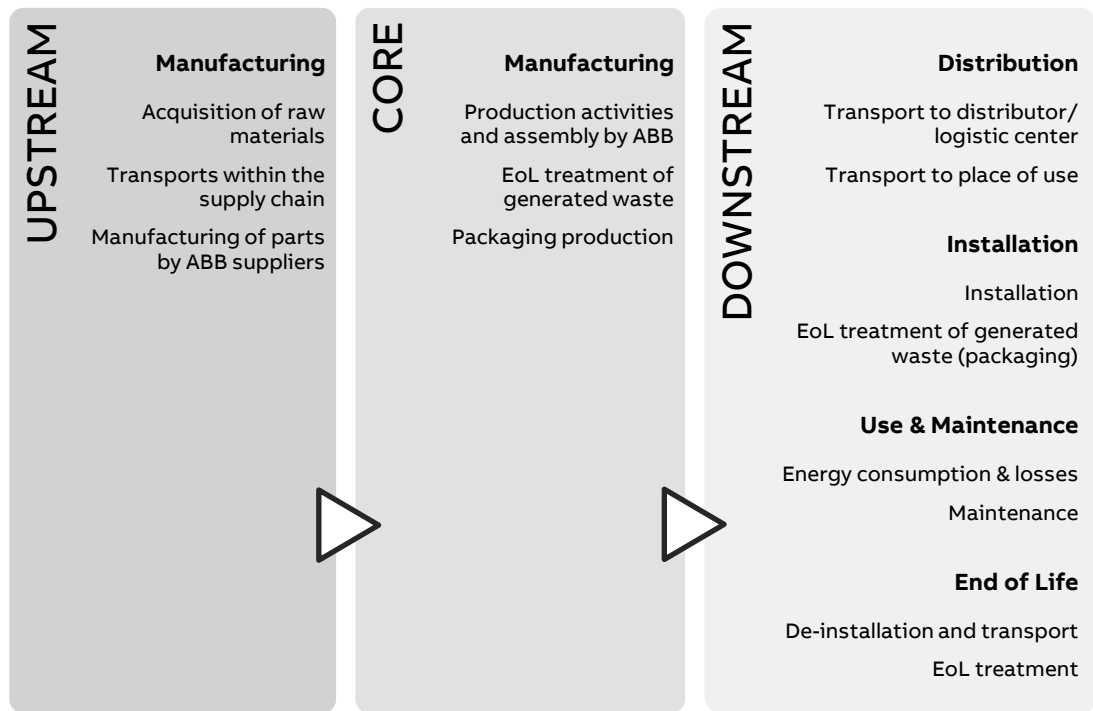 UPSTREAM
Manufacturing
Acquisition of raw
materials
Transports within the
supply chain
Manufacturing of parts
by ABB suppliers
CORE
Manufacturing
Production activities
and assembly by ABB
EoL treatment of
generated waste
Packaging production
DOWNSTREAM
Distribution
Transport to distributor/
logistic center
Transport to place of use
Installation
Installation
EoL treatment of generated
waste (packaging)
Use & Maintenance
Energy consumption & losses
Maintenance
End of Life
De-installation and transport
EoL treatment